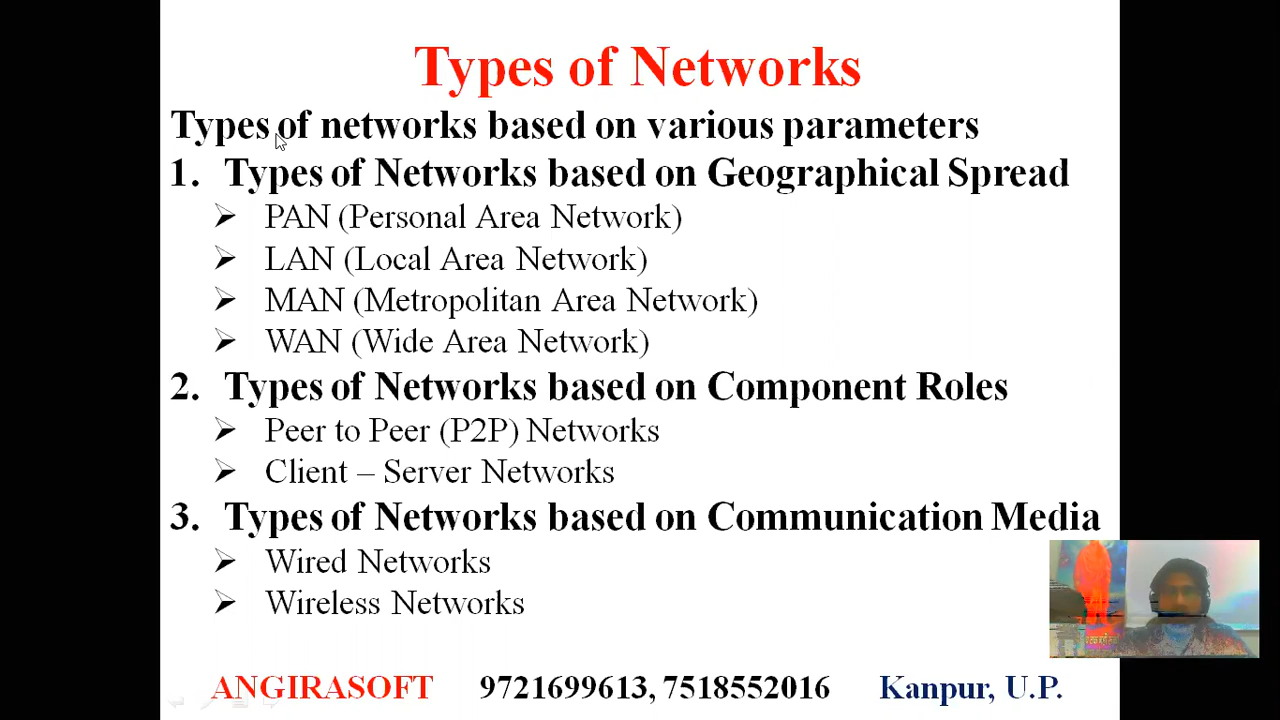 Types of Networks
Types of networks based on various parameters
1. Types of Networks based on Geographical Spread
➢ PAN (Personal Area Network)
➢ LAN (Local Area Network)
➢ MAN (Metropolitan Area Network)
➢ WAN (Wide Area Network)
2. Types of Networks based on Component Roles
➢ Peer to Peer (P2P) Networks
➢ Client – Server Networks
3. Types of Networks based on Communication Media
➢ Wired Networks
➢ Wireless Networks
ANGIRASOFT 9721699613, 7518552016 Kanpur, U.P.